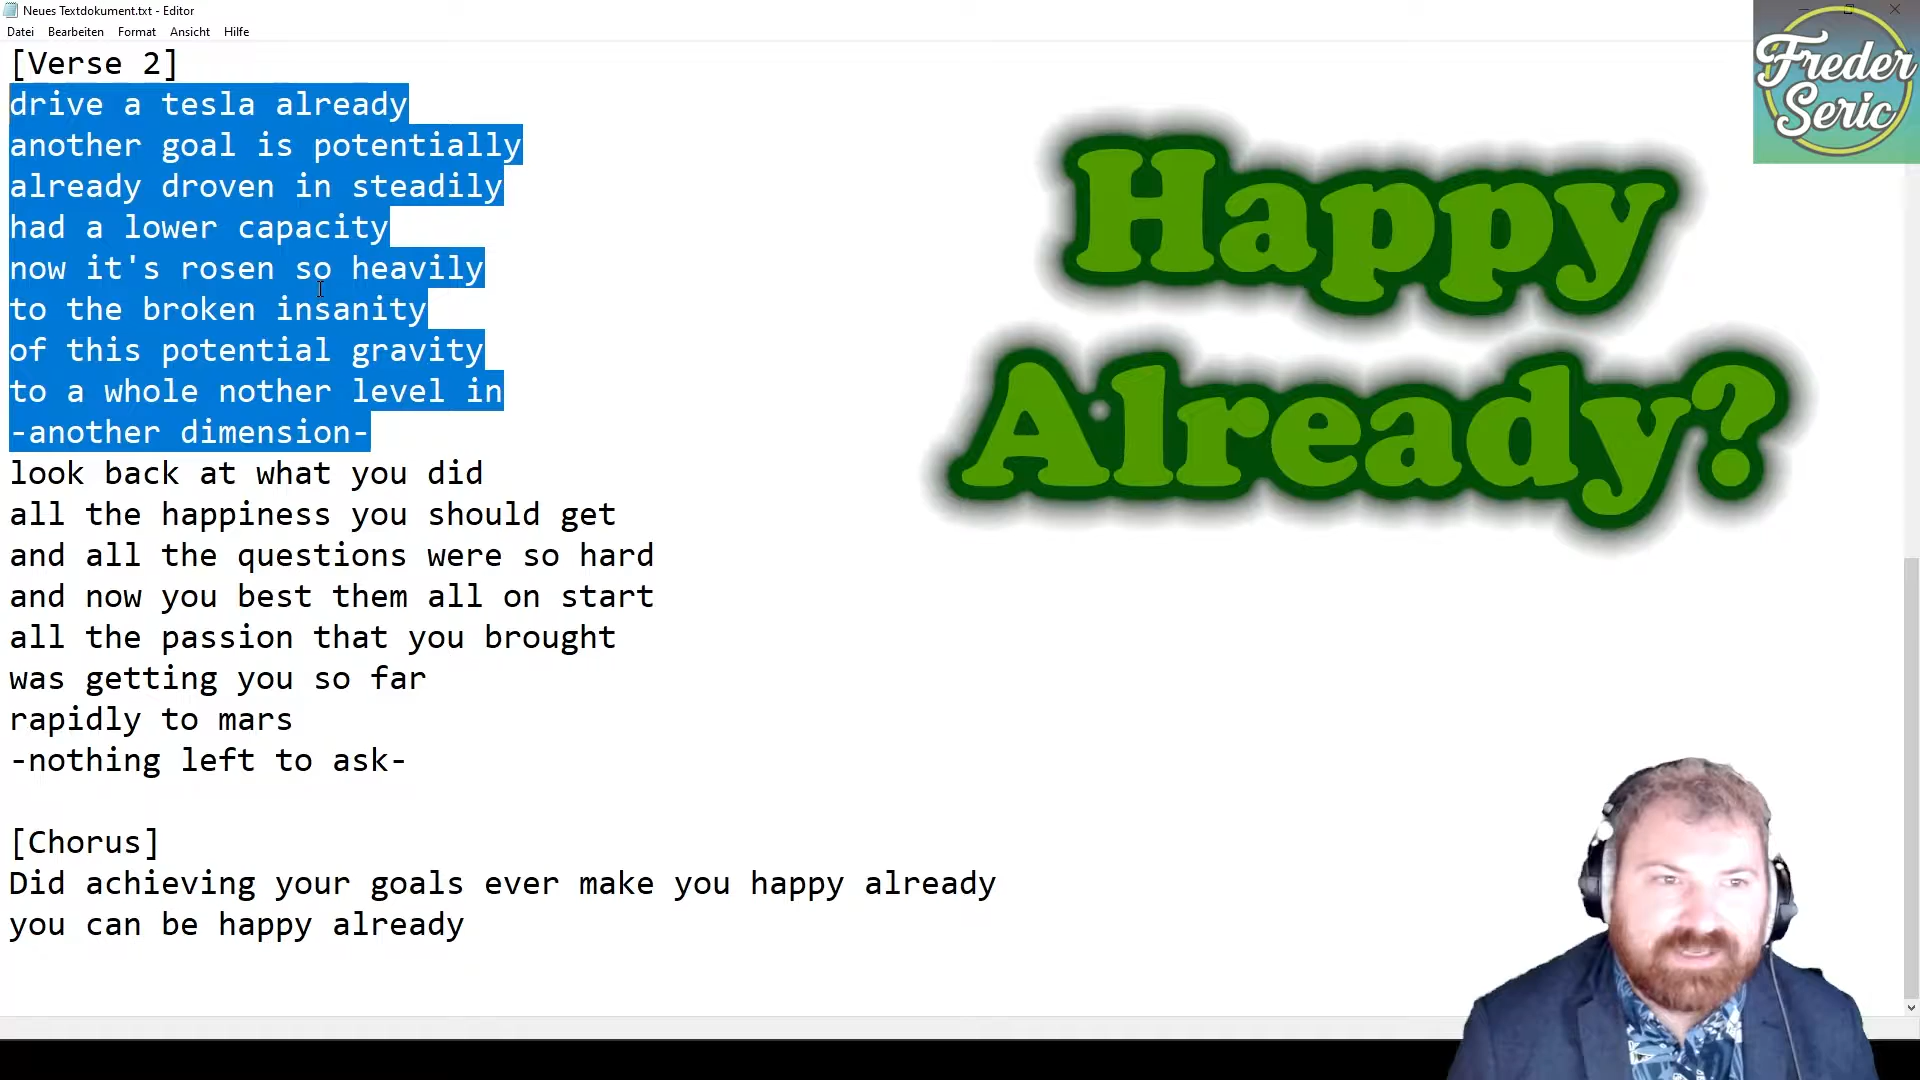 Neues Textdokument.txt - Editor
Datei Bearbeiten Format Ansicht Hilfe
[Verse 2]
drive a tesla already
another goal is potentially
already droven in steadily
had a lower capacity
now it's rosen so heavily
to the broken insanity
of this potential gravity
to a whole nother level in
-another dimension-
look back at what you did
all the happiness you should get
and all the questions were so hard
and now you best them all on start
all the passion that you brought
was getting you so far
rapidly to mars
-nothing left to ask-
[Chorus]
Did achieving your goals ever make you happy already
you can be happy already
Happy
Already?
Freder
Seric